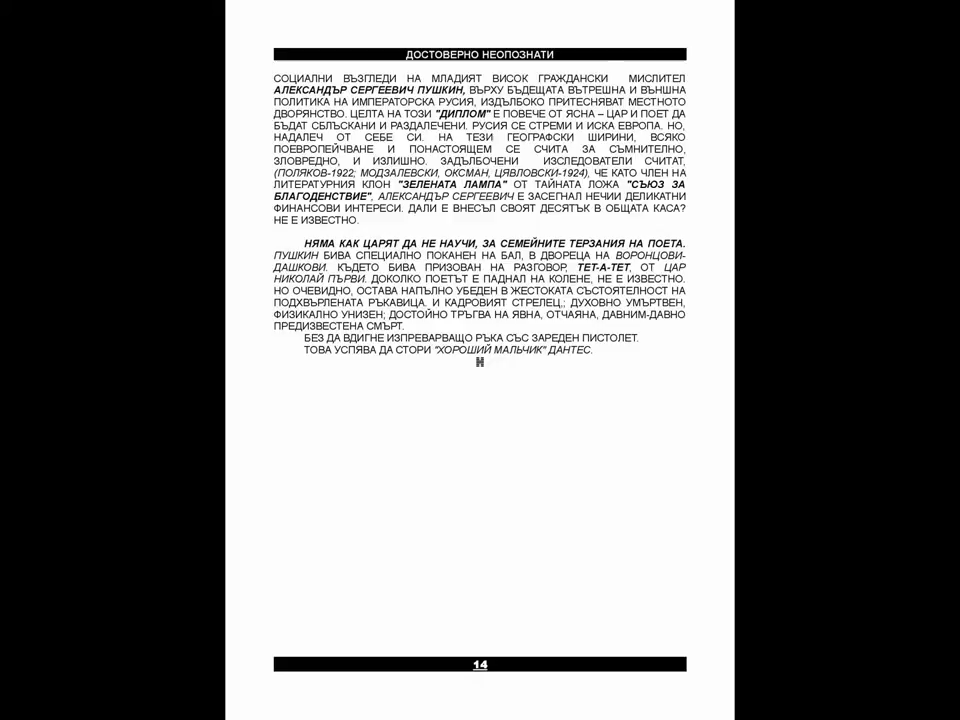 ДОСТОВЕРНО НЕОПОЗНАТИ
СОЦИАЛНИ ВЪЗГЛЕДИ НА МЛАДИЯТ ВИСОК ГРАЖДАНСКИ МИСЛИТЕЛ
АЛЕКСАНДЪР СЕРГЕЕВИЧ ПУШКИН, ВЪРХУ БЪДЕЩАТА ВЪТРЕШНА И ВЪНШНА
ПОЛИТИКА НА ИМПЕРАТОРСКА РУСИЯ, ИЗДЪЛБОКО ПРИТЕСНЯВАТ МЕСТНОТО
ДВОРЯНСТВО. ЦЕЛТА НА ТОЗИ "ДИПЛОМ" Е ПОВЕЧЕ ОТ ЯСНА – ЦАР И ПОЕТ ДА
БЪДАТ СБЛЪСКАНИ И РАЗДАЛЕЧЕНИ. РУСИЯ СЕ СТРЕМИ И ИСКА ЕВРОПА. НО,
НАДАЛЕЧ ОТ СЕБЕ СИ. НА ТЕЗИ ГЕОГРАФСКИ ШИРИНИ, ВСЯКО
ПОЕВРОПЕЙЧВАНЕ И ПОНАСТОЯЩЕМ СЕ СЧИТА ЗА СЪМНИТЕЛНО,
ЗЛОВРЕДНО, И ИЗЛИШНО. ЗАДЪЛБОЧЕНИ ИЗСЛЕДОВАТЕЛИ СЧИТАТ,
(ПОЛЯКОВ-1922; МОДЗАЛЕВСКИ, ОКСМАН, ЦЯВЛОВСКИ-1924), ЧЕ КАТО ЧЛЕН НА
ЛИТЕРАТУРНИЯ КЛОН "ЗЕЛЕНАТА ЛАМПА" ОТ ТАЙНАТА ЛОЖА "СЪЮЗ ЗА
БЛАГОДЕНСТВИЕ", АЛЕКСАНДЪР СЕРГЕЕВИЧ Е ЗАСЕГНАЛ НЕЧИИ ДЕЛИКАТНИ
ФИНАНСОВИ ИНТЕРЕСИ. ДАЛИ Е ВНЕСЪЛ СВОЯТ ДЕСЯТЪК В ОБЩАТА КАСА?
НЕ Е ИЗВЕСТНО.
НЯМА КАК ЦАРЯТ ДА НЕ НАУЧИ, ЗА СЕМЕЙНИТЕ ТЕРЗАНИЯ НА ПОЕТА.
ПУШКИН БИВА СПЕЦИАЛНО ПОКАНЕН НА БАЛ, В ДВОРЕЦА НА ВОРОНЦОВИ-
ДАШКОВИ. КЪДЕТО БИВА ПРИЗОВАН НА РАЗГОВОР, ТЕТ-А-ТЕТ, ОТ ЦАР
НИКОЛАЙ ПЪРВИ. ДОКОЛКО ПОЕТЪТ Е ПАДНАЛ НА КОЛЕНЕ, НЕ Е ИЗВЕСТНО.
НО ОЧЕВИДНО, ОСТАВА НАПЪЛНО УБЕДЕН В ЖЕСТОКАТА СЪСТОЯТЕЛНОСТ НА
ПОДХВЪРЛЕНАТА РЪКАВИЦА. И КАДРОВИЯТ СТРЕЛЕЦ,; ДУХОВНО УМЪРТВЕН,
ФИЗИКАЛНО УНИЗЕН; ДОСТОЙНО ТРЪГВА НА ЯВНА, ОТЧАЯНА, ДАВНИМ-ДАВНО
ПРЕДИЗВЕСТЕНА СМЪРТ.
БЕЗ ДА ВДИГНЕ ИЗПРЕВАРВАЩО РЪКА СЪС ЗАРЕДЕН ПИСТОЛЕТ.
ТОВА УСПЯВА ДА СТОРИ "ХОРОШИЙ МАЛЬЧИК" ДАНТЕС.
14